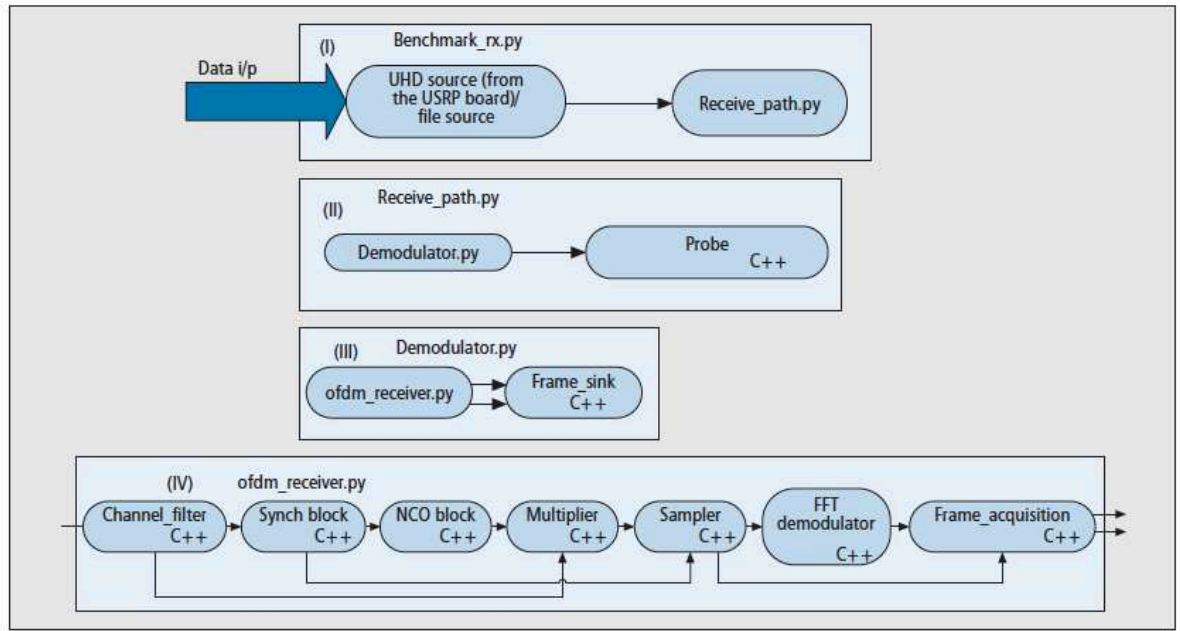 (I)
Benchmark_rx.py
Data i/p
UHD source (from
the USRP board)/
file source
Receive_path.py
(II)
Receive_path.py
Demodulator.py
Probe
C++
(III)
Demodulator.py
ofdm_receiver.py
Frame_sink
C++
(IV)
ofdm_receiver.py
Channel_filter
C++
Synch block
C++
NCO block
C++
Multiplier
C++
Sampler
C++
FFT
demodulator
C++
Frame_acquisition
C++